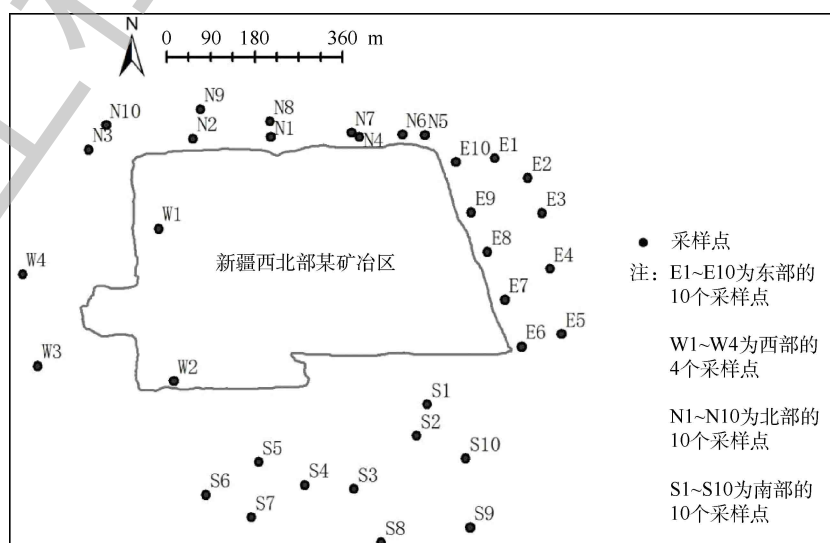 N
0 90 180 360 m
N9
N10
N8
N7
N6
N5
N3
N2
N1
N4
E10
E1
E2
E9
E3
W1
E8
新疆西北部某矿冶区
采样点
W4
E4
注：E1~E10为东部的
10个采样点
E7
E6
E5
W1~W4为西部的
4个采样点
W3
W2
S1
N1~N10为北部的
10个采样点
S2
S5
S10
S4
S3
S6
S7
S1~S10为南部的
10个采样点
S8
S9